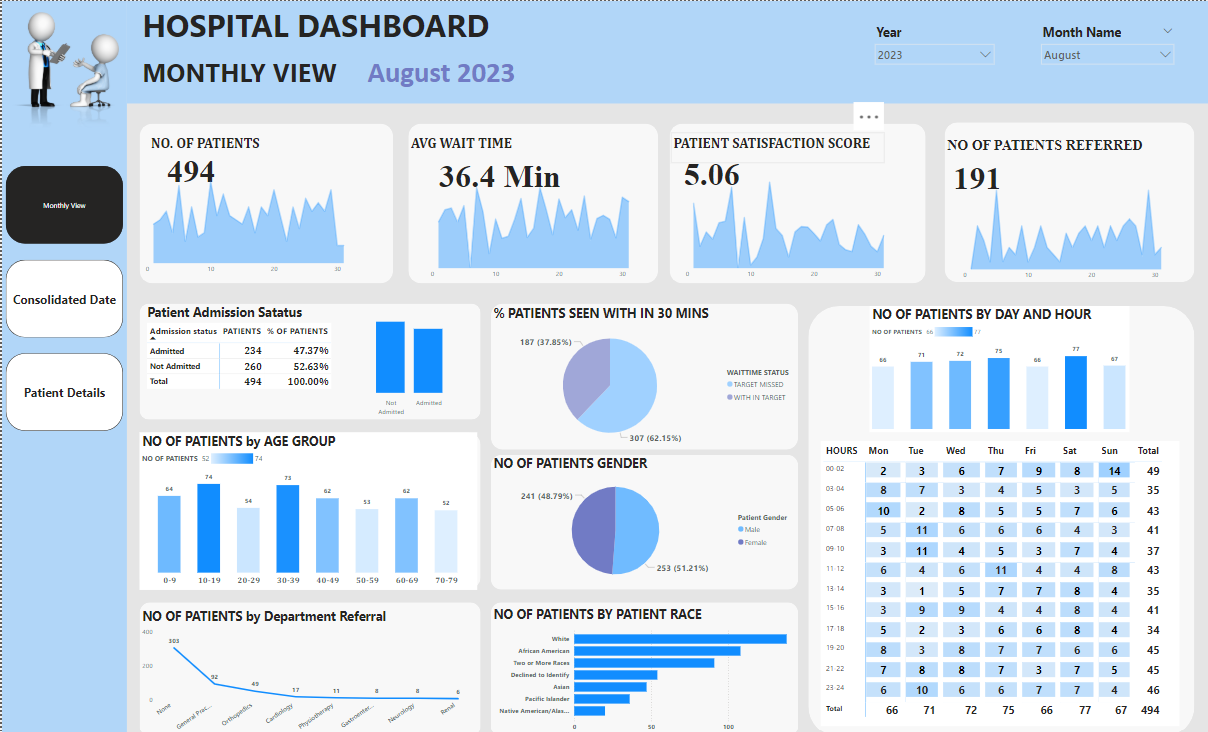 HOSPITAL DASHBOARD
MONTHLY VIEW August 2023
Year
2023
Month Name
August
Monthly View
Consolidated Date
Patient Details
NO. OF PATIENTS
494
0 10 20 30
AVG WAIT TIME
36.4 Min
0 10 20 30
PATIENT SATISFACTION SCORE
5.06
0 10 20 30
NO OF PATIENTS REFERRED
191
0 10 20 30
Patient Admission Satatus
Admission status PATIENTS % OF PATIENTS
Admitted 234 47.37%
Not Admitted 260 52.63%
Total 494 100.00%
Not Admitted
Admitted
% PATIENTS SEEN WITH IN 30 MINS
187 (37.85%)
307 (62.15%)
WAITTIME STATUS
TARGET MISSED
WITH IN TARGET
NO OF PATIENTS BY DAY AND HOUR
NO OF PATIENTS 66 77
66 71 72 75 66 77 67
HOURS Mon Tue Wed Thu Fri Sat Sun Total
00-02 2 3 6 7 9 8 14 49
03-04 8 7 3 4 5 3 5 35
05-06 10 2 8 5 5 7 6 43
07-08 5 11 6 6 6 4 3 41
09-10 3 11 4 5 3 7 4 37
11-12 6 4 6 11 4 4 8 43
13-14 3 1 5 7 7 8 4 35
15-16 3 9 9 4 4 8 4 41
17-18 5 2 3 6 6 8 4 34
19-20 8 3 8 7 7 6 6 45
21-22 7 8 8 7 3 7 5 45
23-24 6 10 6 6 7 7 4 46
Total 66 71 72 75 66 77 67 494
NO OF PATIENTS by AGE GROUP
NO OF PATIENTS 52 74
64 74 54 73 62 53 62 52
0-9 10-19 20-29 30-39 40-49 50-59 60-69 70-79
NO OF PATIENTS GENDER
241 (48.79%)
253 (51.21%)
Patient Gender
Male
Female
NO OF PATIENTS by Department Referral
400
200
0
303 92 49 17 11 8 8 6
None General Prac... Orthopedics Cardiology Physiotherapy Gastroenter... Neurology Renal
NO OF PATIENTS BY PATIENT RACE
White
African American
Two or More Races
Declined to Identify
Asian
Pacific Islander
Native American/Alas...
0 50 100